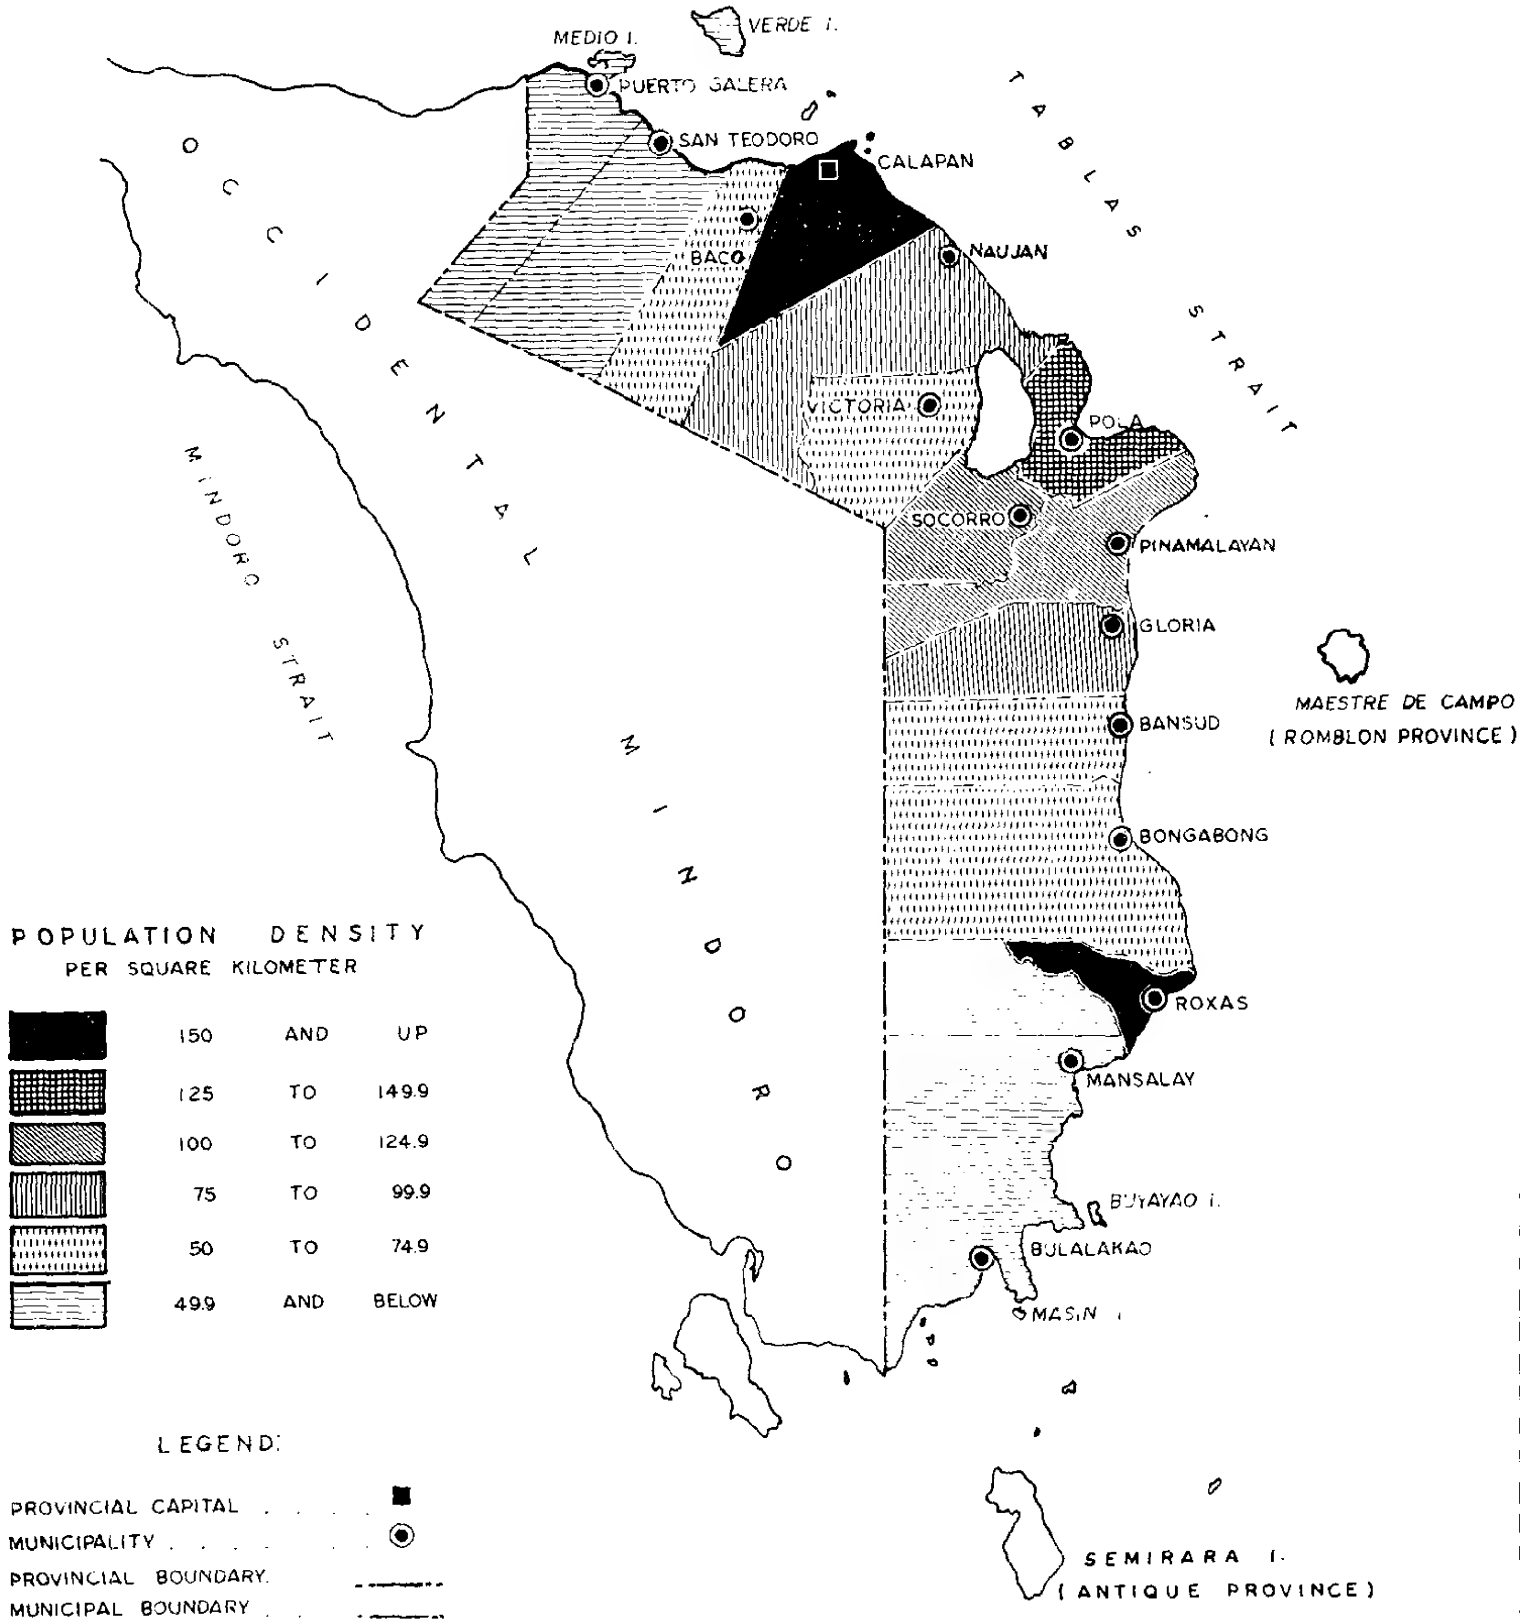 VERDE I.
MEDIO I.
PUERTO GALERA
SAN TEODORO
CALAPAN
BACO
NAUJAN
TABLAS STRAIT
VICTORIA
POLA
SOCORRO
PINAMALAYAN
GLORIA
MAESTRE DE CAMPO
( ROMBLON PROVINCE )
BANSUD
BONGABONG
ROXAS
MANSALAY
BUYAYAO I.
BULALAKAO
MASIN I
OCCIDENTAL MINDORO
MINDORO STRAIT
POPULATION DENSITY
PER SQUARE KILOMETER
150 AND UP
125 TO 149.9
100 TO 124.9
75 TO 99.9
50 TO 74.9
49.9 AND BELOW
LEGEND:
PROVINCIAL CAPITAL . . .
MUNICIPALITY . . . . .
PROVINCIAL BOUNDARY.
MUNICIPAL BOUNDARY . .
SEMIRARA I.
( ANTIQUE PROVINCE )